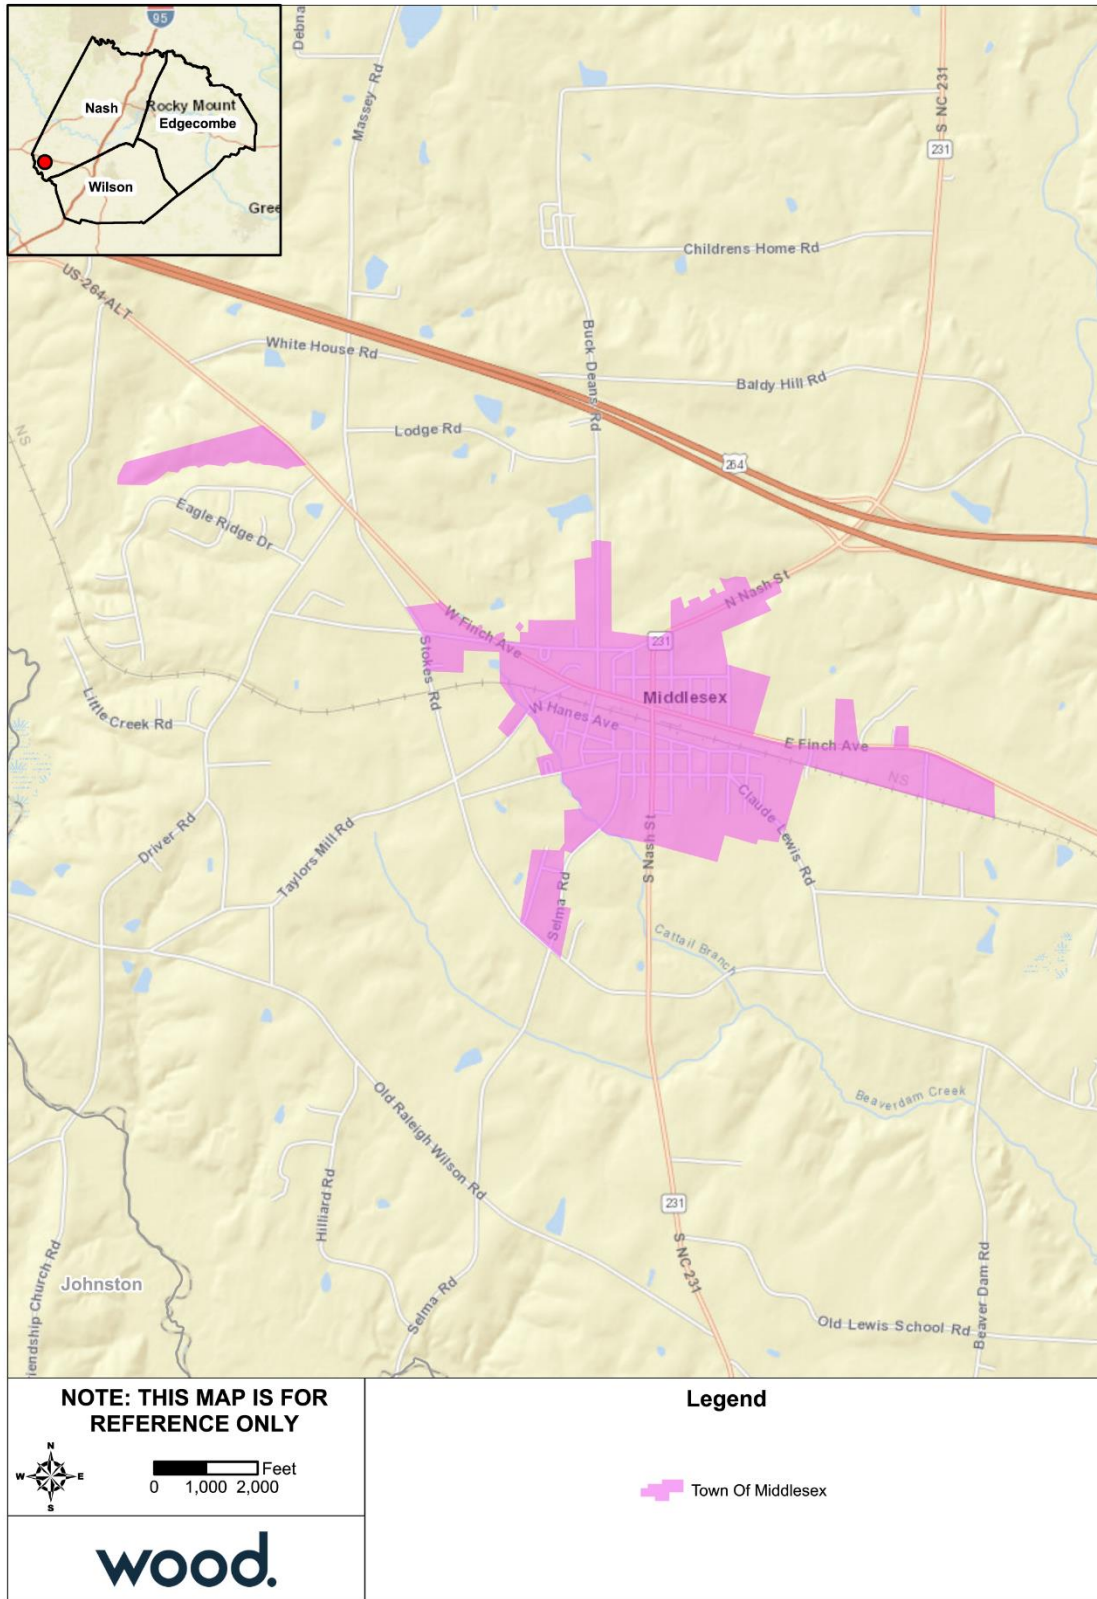 95
Debna
Nash
Rocky Mount
Edgecombe
Wilson
Gree
Massey Rd
S NC 231
231
Childrens Home Rd
US-264 ALT
White House Rd
Buck Deans Rd
Baldy Hill Rd
Lodge Rd
NS
264
Eagle Ridge Dr
N Nash St
W Finch Ave
231
Stokes Rd
Middlesex
Little Creek Rd
W Hanes Ave
E Finch Ave
NS
Claude Lewis Rd
Driver Rd
Taylors Mill Rd
S Nash St
Selma Rd
Cattail Branch
Old Raleigh Wilson Rd
Beaverdam Creek
Hilliard Rd
231
S NC 231
Johnston
iendship Church Rd
Selma Rd
Old Lewis School Rd
Beaver Dam Rd
NOTE: THIS MAP IS FOR
REFERENCE ONLY
N
W E
S
Feet
0 1,000 2,000
Legend
Town Of Middlesex
wood.